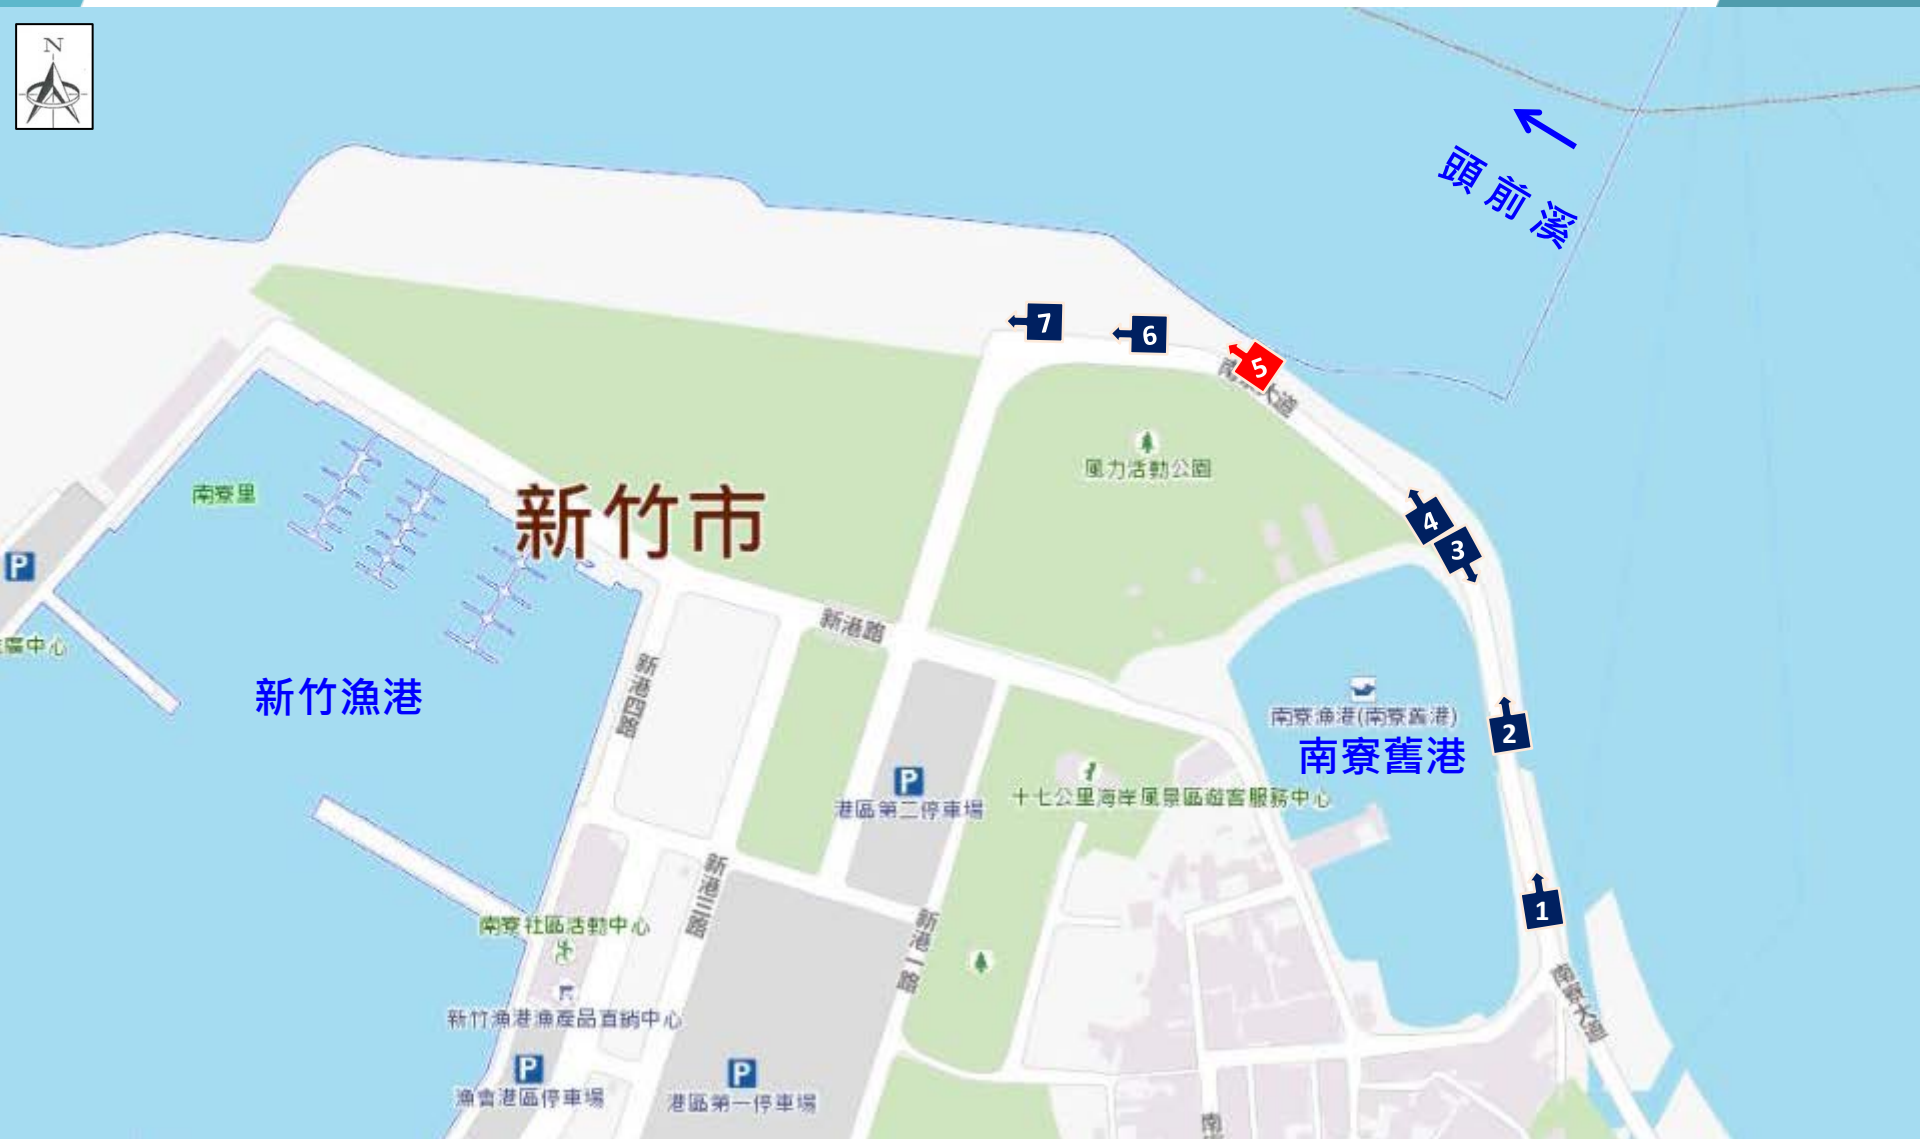 N
頭前溪
7
6
5
南寮大道
風力活動公園
南寮里
新竹市
4
3
P
新港路
新竹漁港
新港四路
南寮漁港(南寮舊港)
南寮舊港
2
P
港區第二停車場
十七公里海岸風景區遊客服務中心
新港三路
1
南寮社區活動中心
新港一路
南寮大道
新竹漁港漁產品直銷中心
P
漁會港區停車場
P
港區第一停車場